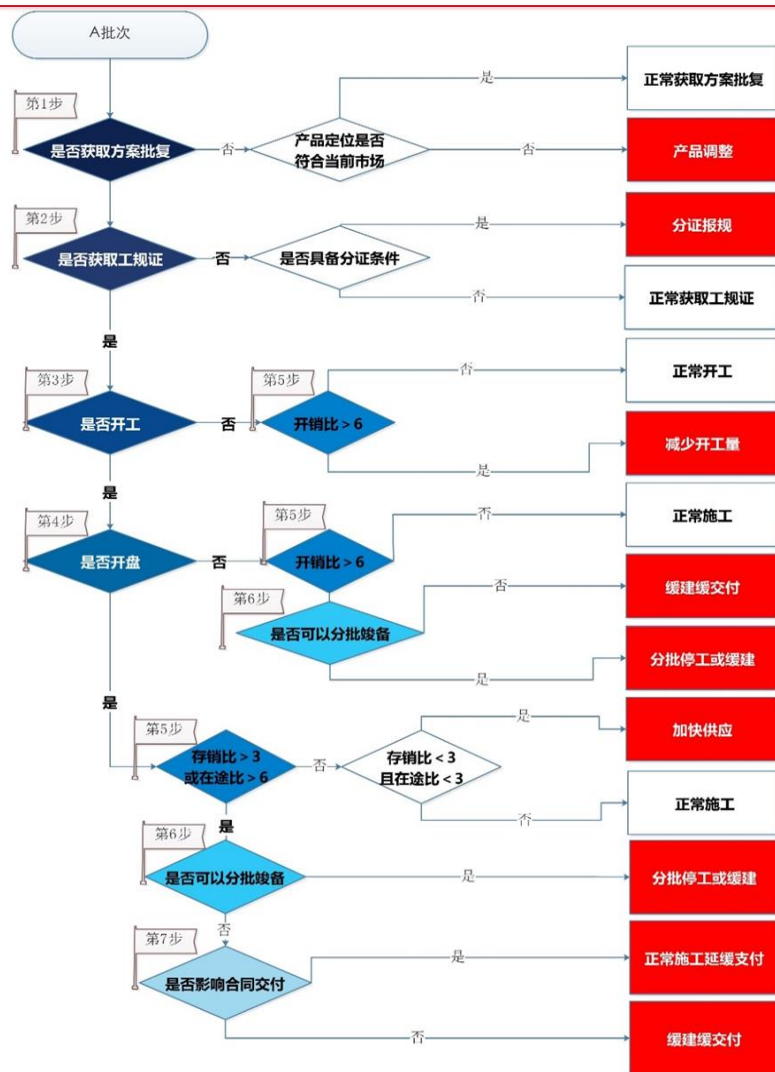 A批次
第1步
是否获取方案批复
否
产品定位是否
符合当前市场
是
正常获取方案批复
否
产品调整
第2步
是否获取工规证
否
是否具备分证条件
是
分证报规
否
正常获取工规证
是
第3步
是否开工
否
第5步
开销比＞6
否
正常开工
是
减少开工量
是
第4步
是否开盘
否
第5步
开销比＞6
否
正常施工
第6步
是否可以分批竣备
否
缓建缓交付
是
分批停工或缓建
是
第5步
存销比＞3
或在途比＞6
否
存销比＜3
且在途比＜3
是
加快供应
否
正常施工
是
第6步
是否可以分批竣备
是
分批停工或缓建
否
第7步
是否影响合同交付
是
正常施工延缓支付
否
缓建缓交付